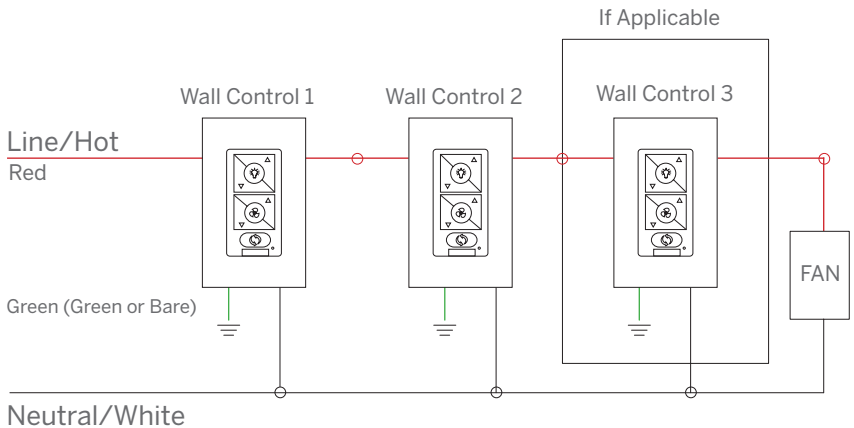 If Applicable
Wall Control 1
Wall Control 2
Wall Control 3
Line/Hot
Red
FAN
Green (Green or Bare)
Neutral/White